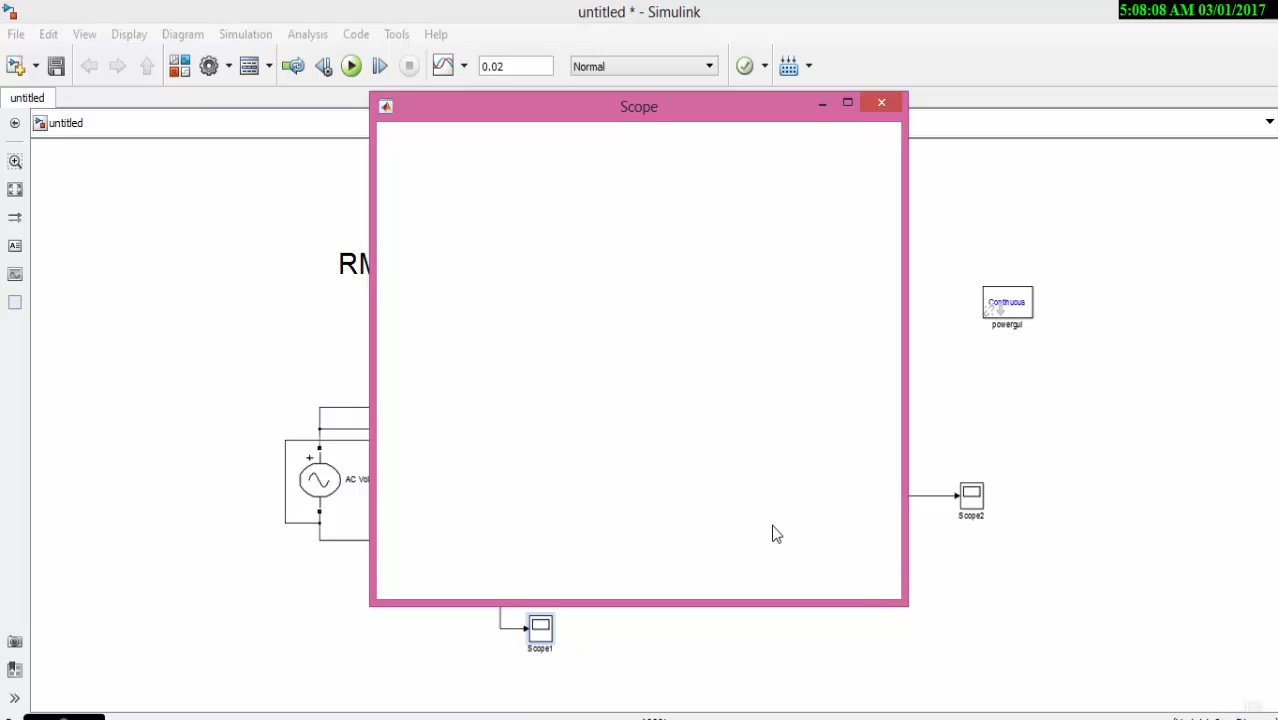 untitled * - Simulink
5:08:08 AM 03/01/2017
File Edit View Display Diagram Simulation Analysis Code Tools Help
0.02 Normal
untitled
untitled
Scope
RM
Continuous
powergui
AC Vol
Scope2
Scope1